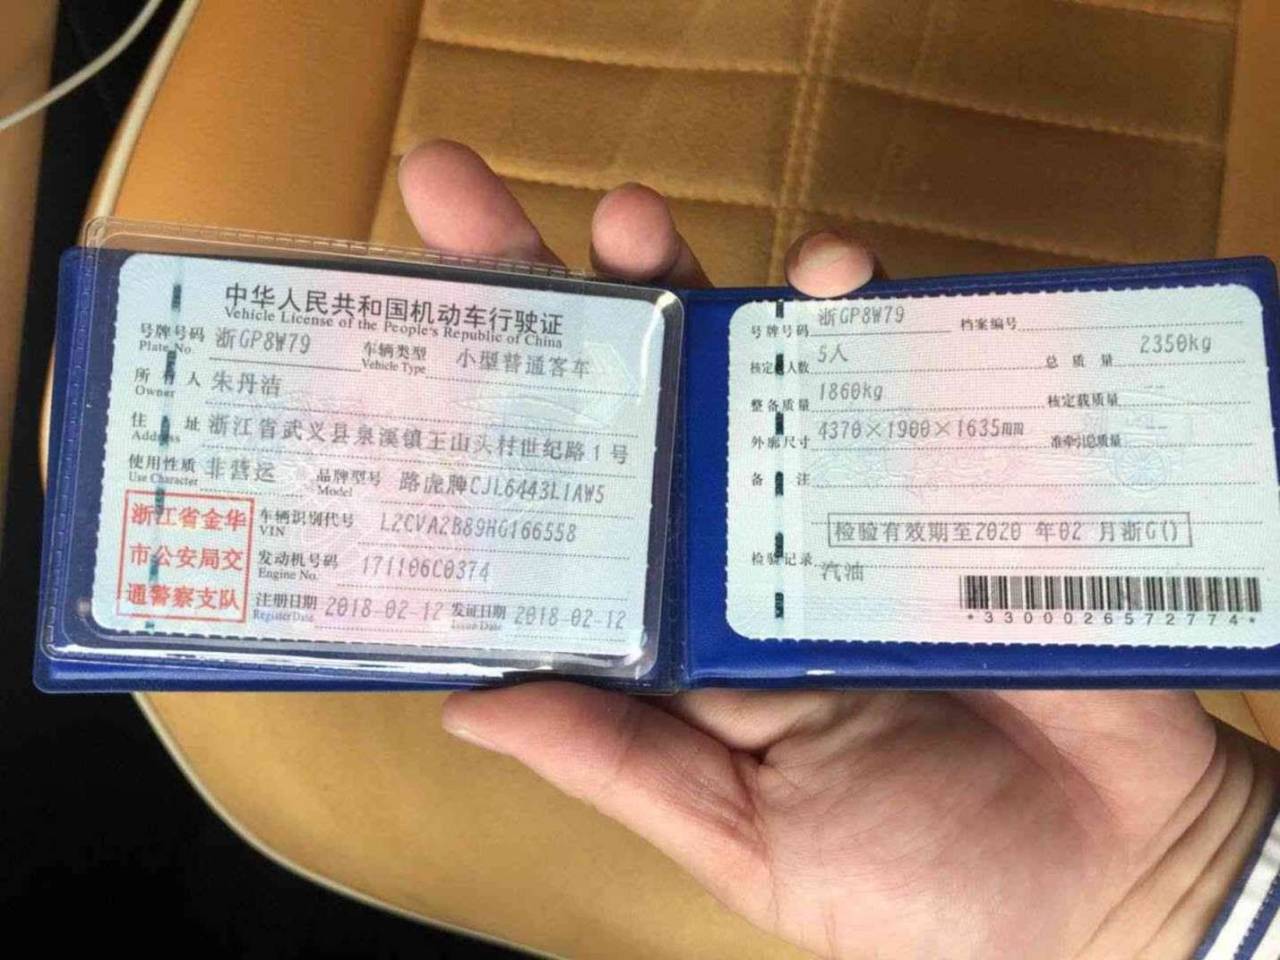 中华人民共和国机动车行驶证
Vehicle License of the People's Republic of China
号牌号码 浙GP8W79 车辆类型 小型普通客车
Plate No. Vehicle Type
所有人 朱丹洁
Owner
住址 浙江省武义县泉溪镇王山头村世纪路1号
Address
使用性质 非营运 品牌型号 路虎牌CJL6443L1AW5
Use Character Model
浙江省金华
市公安局交
通警察支队
车辆识别代号 L2CVA2B89HG166558
VIN
发动机号码 171106C0374
Engine No.
注册日期 2018-02-12 发证日期 2018-02-12
Register Date Issue Date
号牌号码 浙GP8W79 档案编号
核定人数 5人 总质量 2350kg
整备质量 1860kg 核定载质量 --
外廓尺寸 4370×1900×1635mm 准牵引总质量 --
备注
检验有效期至2020年02月浙G()
检验记录
汽油
*3300026572774*